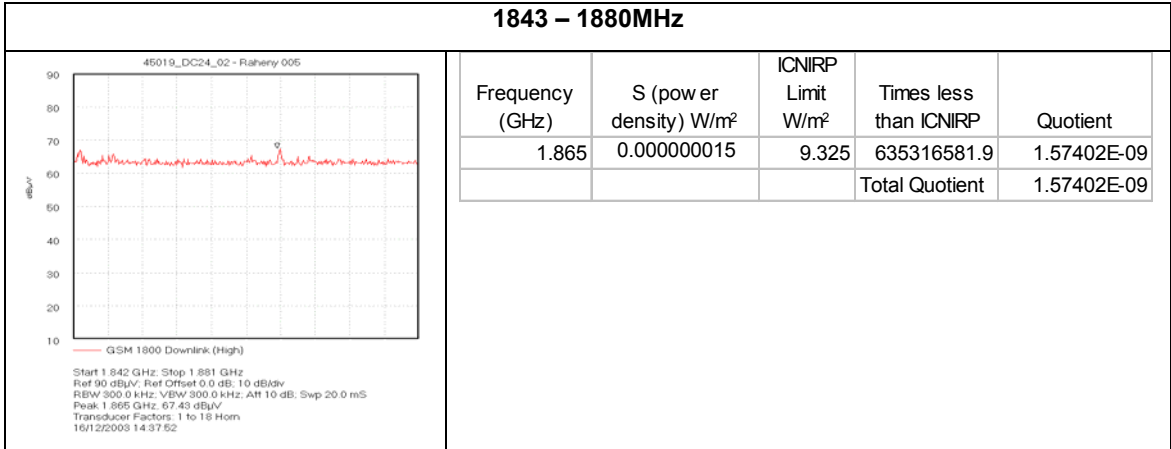 1843 – 1880MHz
45019_DC24_02 - Raheny 005
90
80
70
60
50
40
30
20
10
dBµV
GSM 1800 Downlink (High)
Start 1.842 GHz; Stop 1.881 GHz
Ref 90 dBµV; Ref Offset 0.0 dB; 10 dB/div
RBW 300.0 kHz; VBW 300.0 kHz; Att 10 dB; Swp 20.0 mS
Peak 1.865 GHz, 67.43 dBµV
Transducer Factors: 1 to 18 Horn
16/12/2003 14:37:52
Frequency (GHz) S (power density) W/m² ICNIRP Limit W/m² Times less than ICNIRP Quotient
1.865 0.000000015 9.325 635316581.9 1.57402E-09
Total Quotient 1.57402E-09